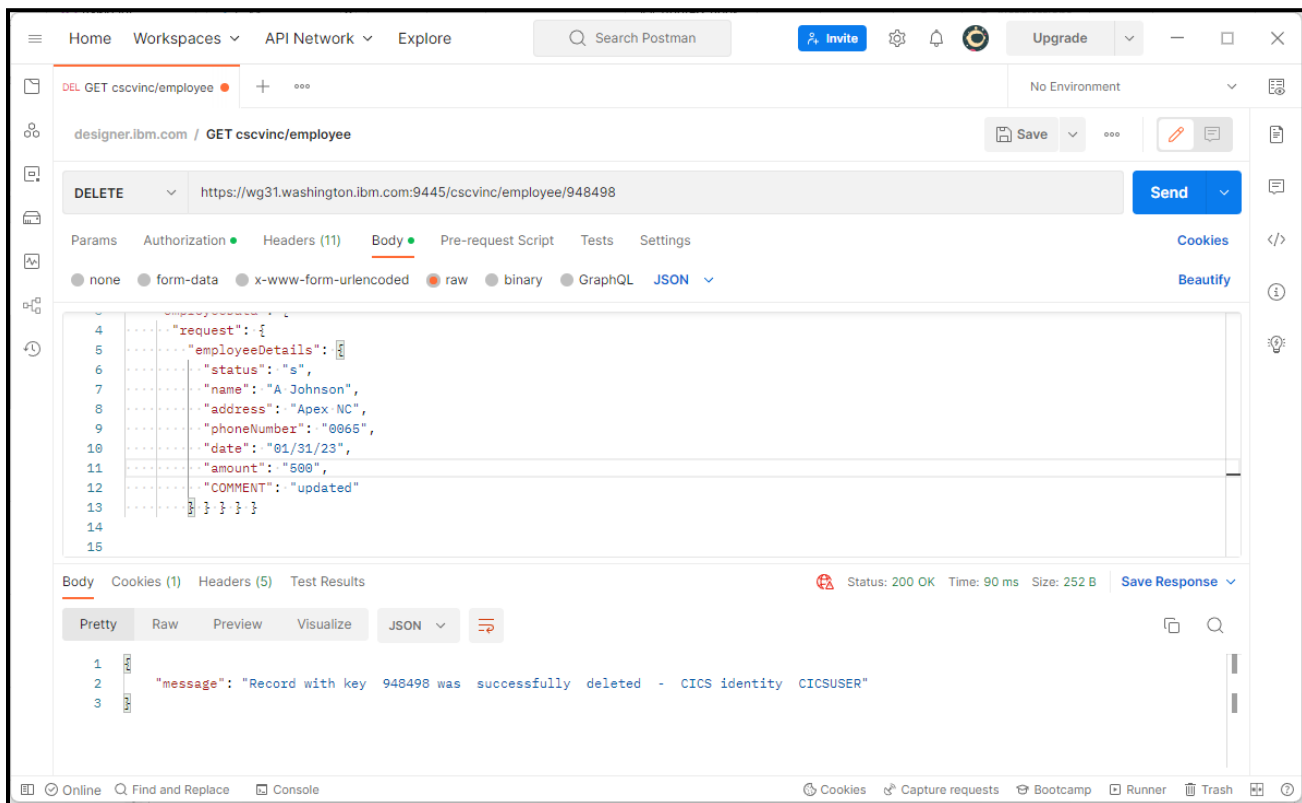 Home Workspaces API Network Explore Search Postman Invite Upgrade
DEL GET cscvinc/employee No Environment
designer.ibm.com / GET cscvinc/employee Save
DELETE https://wg31.washington.ibm.com:9445/cscvinc/employee/948498 Send
Params Authorization Headers (11) Body Pre-request Script Tests Settings Cookies
none form-data x-www-form-urlencoded raw binary GraphQL JSON Beautify
4 "request": {
5 "employeeDetails": {
6 "status": "s",
7 "name": "A Johnson",
8 "address": "Apex NC",
9 "phoneNumber": "0065",
10 "date": "01/31/23",
11 "amount": "500",
12 "COMMENT": "updated"
13 } } } } }
14
15
Body Cookies (1) Headers (5) Test Results Status: 200 OK Time: 90 ms Size: 252 B Save Response
Pretty Raw Preview Visualize JSON
1 {
2 "message": "Record with key 948498 was successfully deleted - CICS identity CICSUSER"
3 }
Online Find and Replace Console Cookies Capture requests Bootcamp Runner Trash